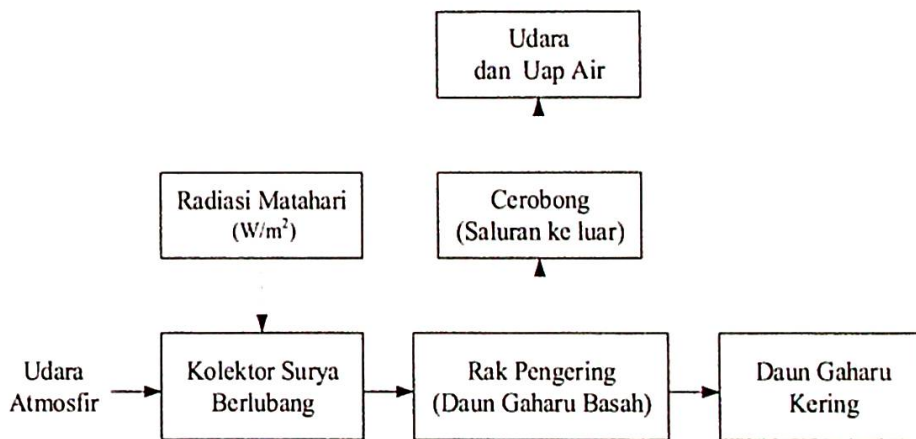 Udara
dan Uap Air
Radiasi Matahari
(W/m²)
Cerobong
(Saluran ke luar)
Udara
Atmosfir
Kolektor Surya
Berlubang
Rak Pengering
(Daun Gaharu Basah)
Daun Gaharu
Kering